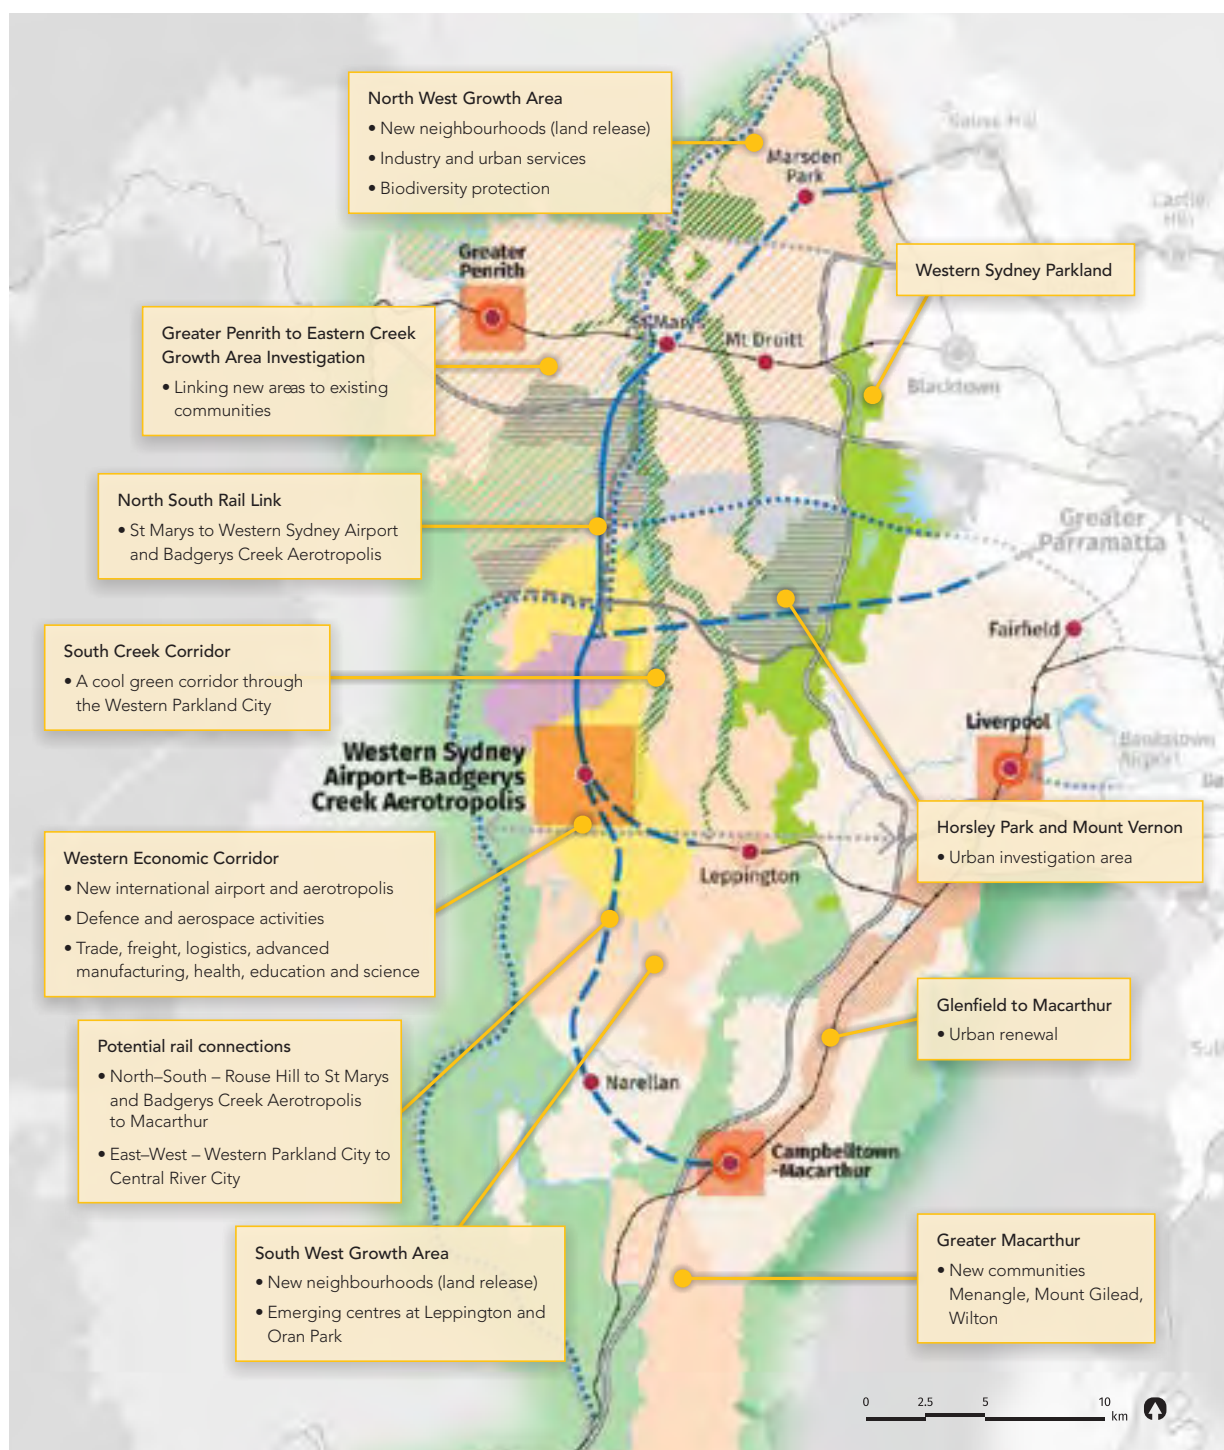 North West Growth Area
• New neighbourhoods (land release)
• Industry and urban services
• Biodiversity protection
Rouse Hill
Marsden
Park
Castle
Hill
Greater
Penrith
Western Sydney Parkland
Greater Penrith to Eastern Creek
Growth Area Investigation
• Linking new areas to existing
communities
St Marys
Mt Druitt
Blacktown
North South Rail Link
• St Marys to Western Sydney Airport
and Badgerys Creek Aerotropolis
Greater
Parramatta
Fairfield
South Creek Corridor
• A cool green corridor through
the Western Parkland City
Liverpool
Bankstown
Airport
Western Sydney
Airport–Badgerys
Creek Aerotropolis
Horsley Park and Mount Vernon
• Urban investigation area
Leppington
Western Economic Corridor
• New international airport and aerotropolis
• Defence and aerospace activities
• Trade, freight, logistics, advanced
manufacturing, health, education and science
Glenfield to Macarthur
• Urban renewal
Potential rail connections
• North–South – Rouse Hill to St Marys
and Badgerys Creek Aerotropolis
to Macarthur
• East–West – Western Parkland City to
Central River City
Narellan
Campbelltown
-Macarthur
South West Growth Area
• New neighbourhoods (land release)
• Emerging centres at Leppington and
Oran Park
Greater Macarthur
• New communities
Menangle, Mount Gilead,
Wilton
0 2.5 5 10
km